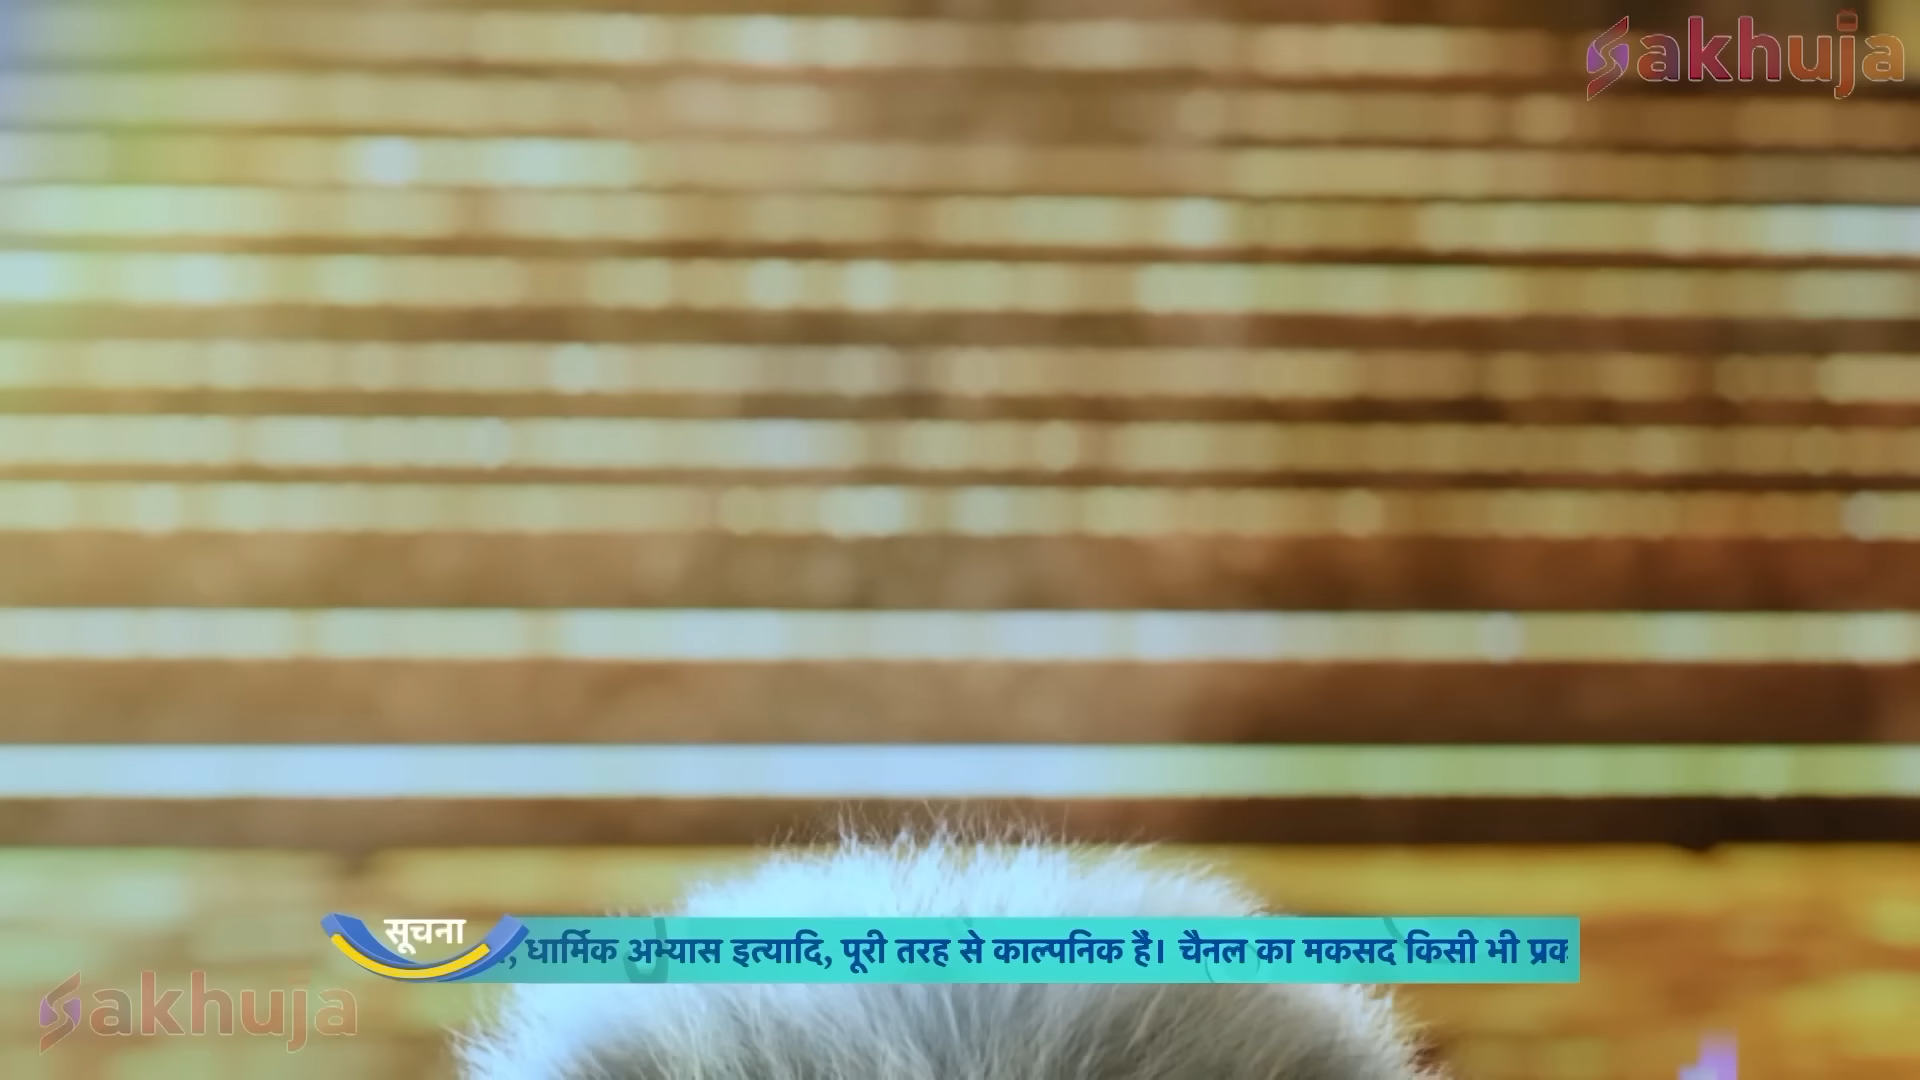 Sakhuja
सूचना
, धार्मिक अभ्यास इत्यादि, पूरी तरह से काल्पनिक हैं। चैनल का मकसद किसी भी
Sakhuja